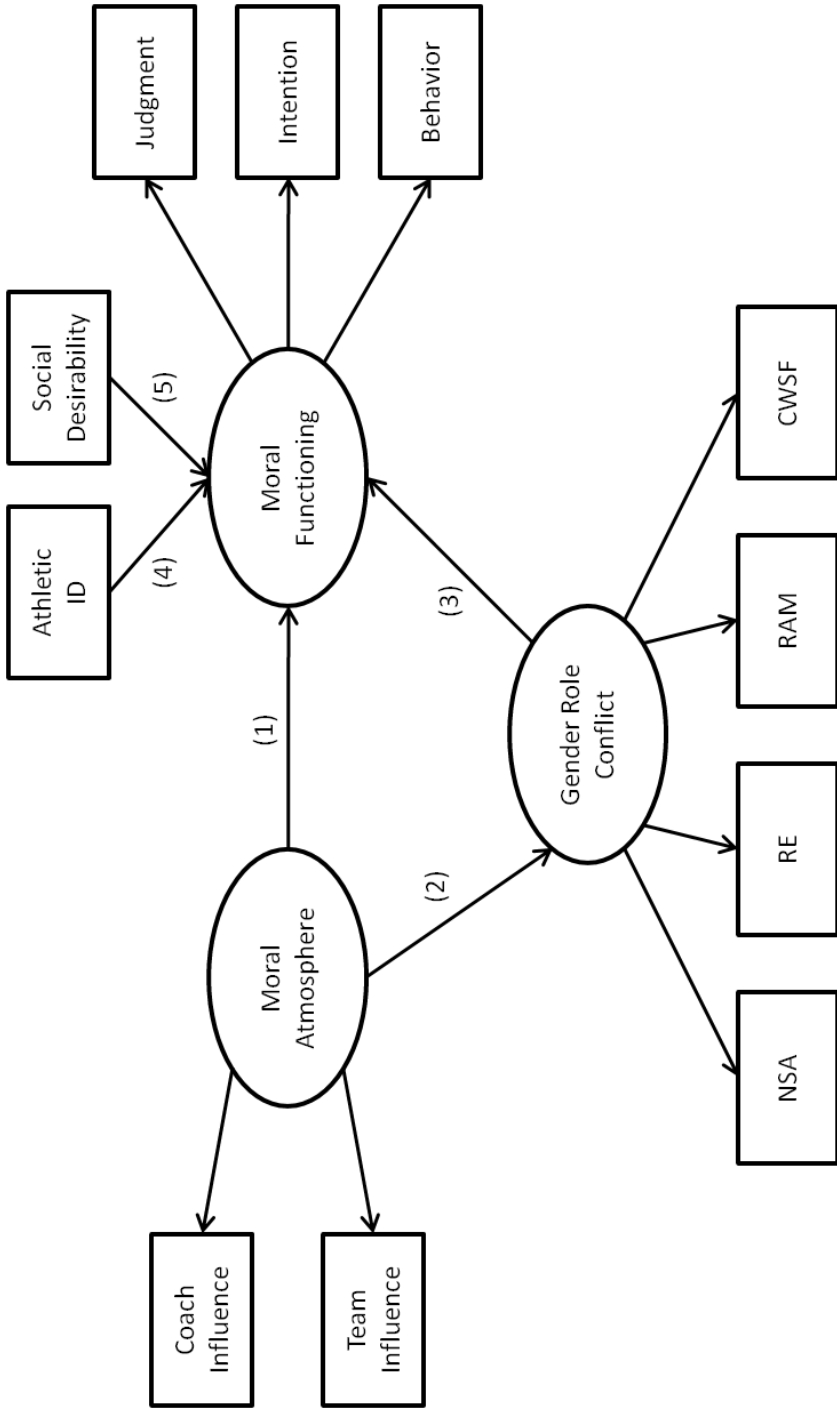 Athletic
ID
Social
Desirability
(4)
(5)
Coach
Influence
Team
Influence
Moral
Atmosphere
(1)
Moral
Functioning
Judgment
Intention
Behavior
(2)
(3)
Gender Role
Conflict
NSA
RE
RAM
CWSF